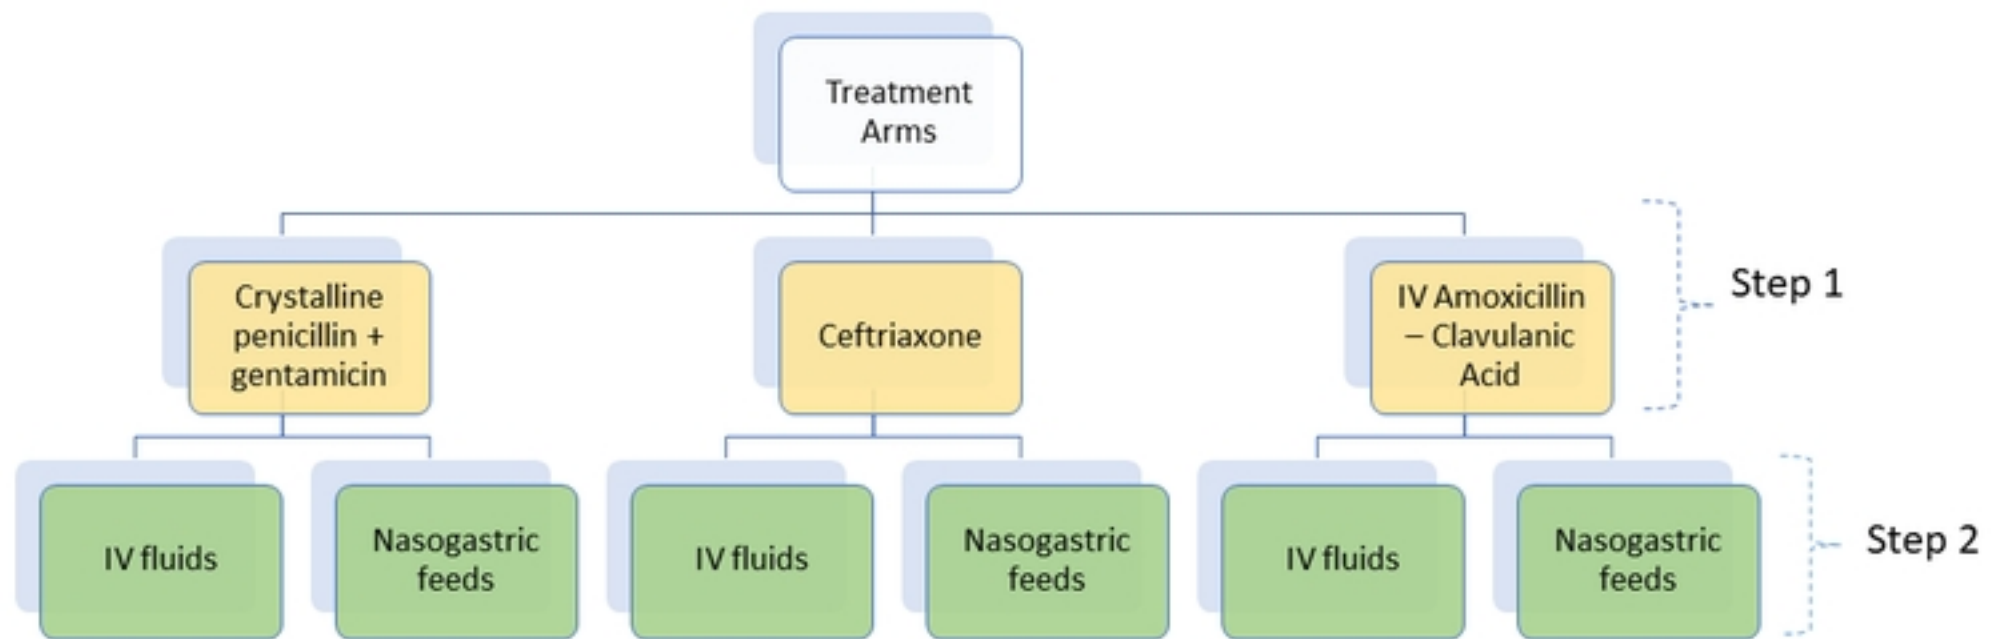 Treatment
Arms
Crystalline
penicillin +
gentamicin
Ceftriaxone
IV Amoxicillin
– Clavulanic
Acid
Step 1
IV fluids
Nasogastric
feeds
IV fluids
Nasogastric
feeds
IV fluids
Nasogastric
feeds
Step 2